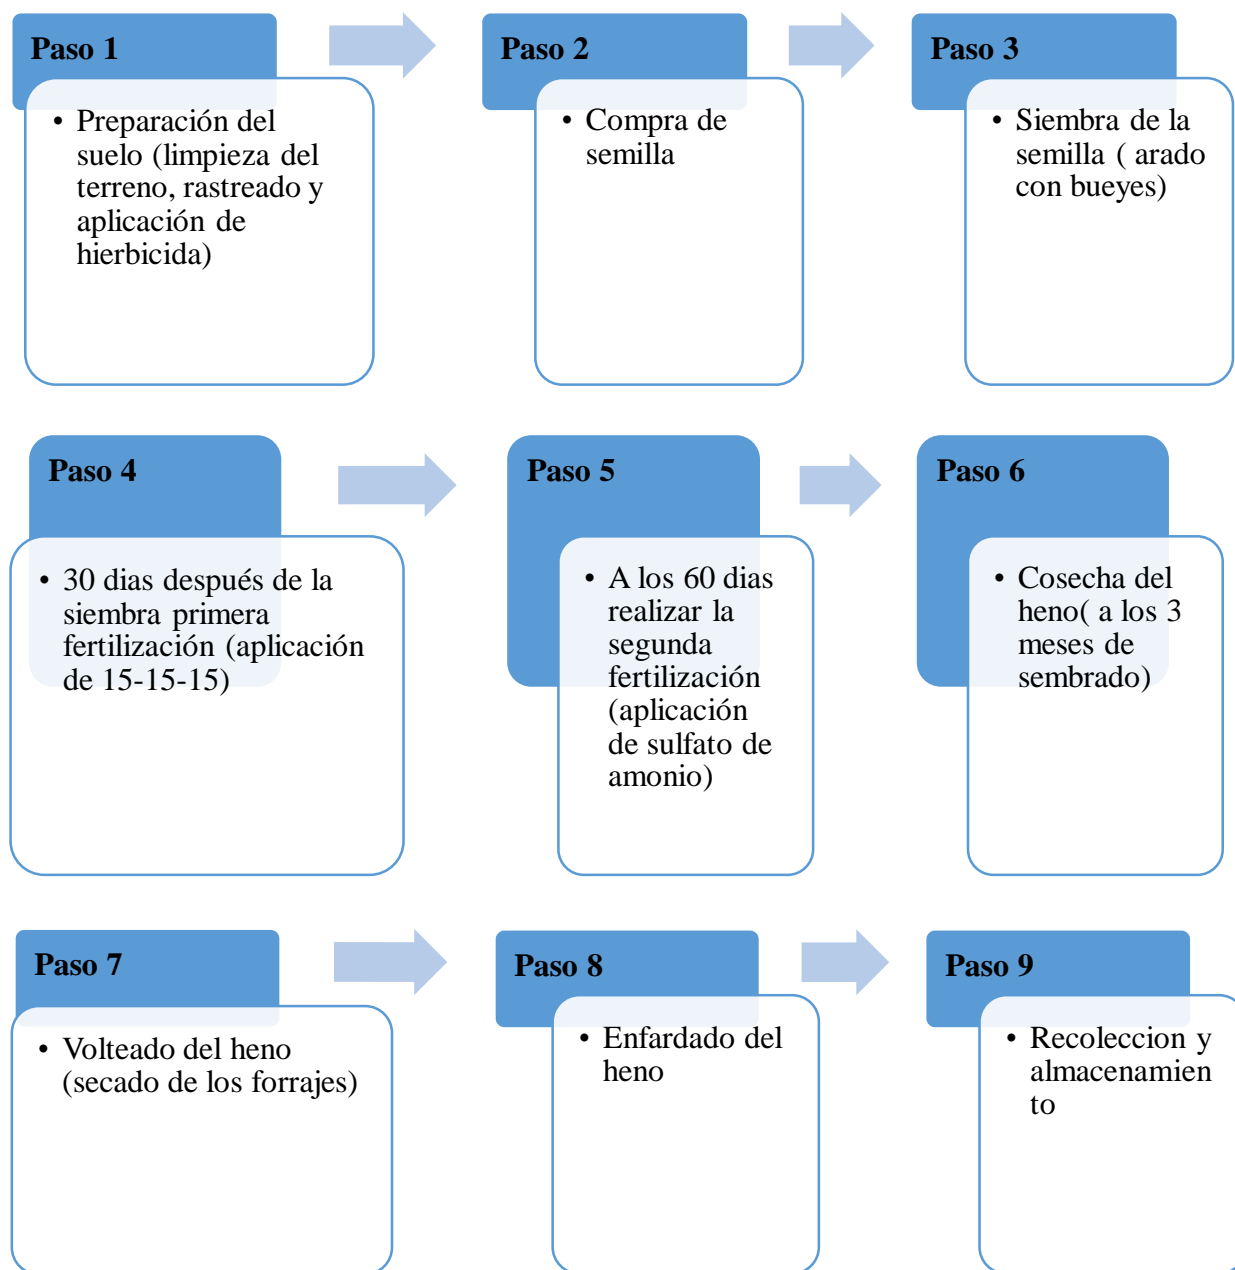 Paso 1
• Preparación del
suelo (limpieza del
terreno, rastreado y
aplicación de
hierbicida)
Paso 2
• Compra de
semilla
Paso 3
• Siembra de la
semilla ( arado
con bueyes)
Paso 4
• 30 dias después de la
siembra primera
fertilización (aplicación
de 15-15-15)
Paso 5
• A los 60 dias
realizar la
segunda
fertilización
(aplicación
de sulfato de
amonio)
Paso 6
• Cosecha del
heno( a los 3
meses de
sembrado)
Paso 7
• Volteado del heno
(secado de los forrajes)
Paso 8
• Enfardado del
heno
Paso 9
• Recoleccion y
almacenamien
to